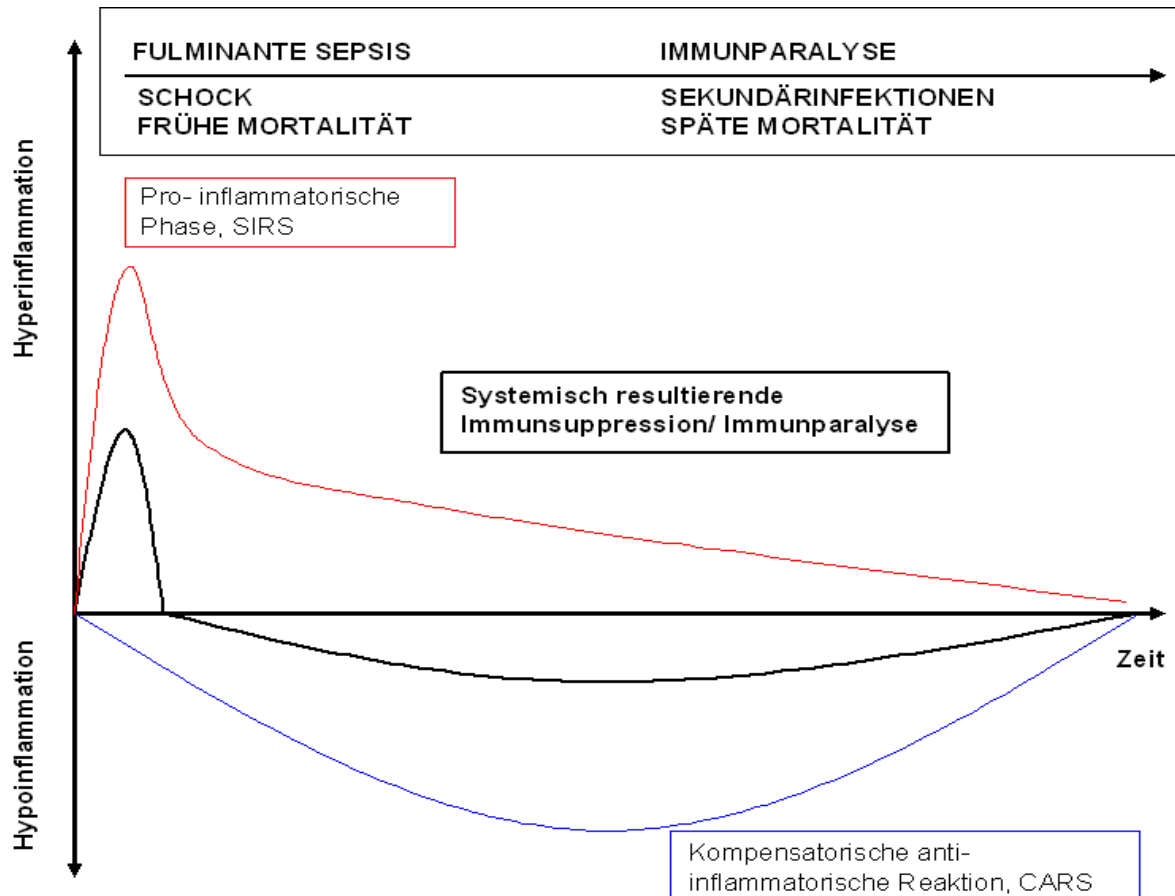 FULMINANTE SEPSIS
IMMUNPARALYSE
SCHOCK
FRÜHE MORTALITÄT
SEKUNDÄRINFEKTIONEN
SPÄTE MORTALITÄT
Pro- inflammatorische
Phase, SIRS
Hyperinflammation
Systemisch resultierende
Immunsuppression/ Immunparalyse
Zeit
Hypoinflammation
Kompensatorische anti-
inflammatorische Reaktion, CARS